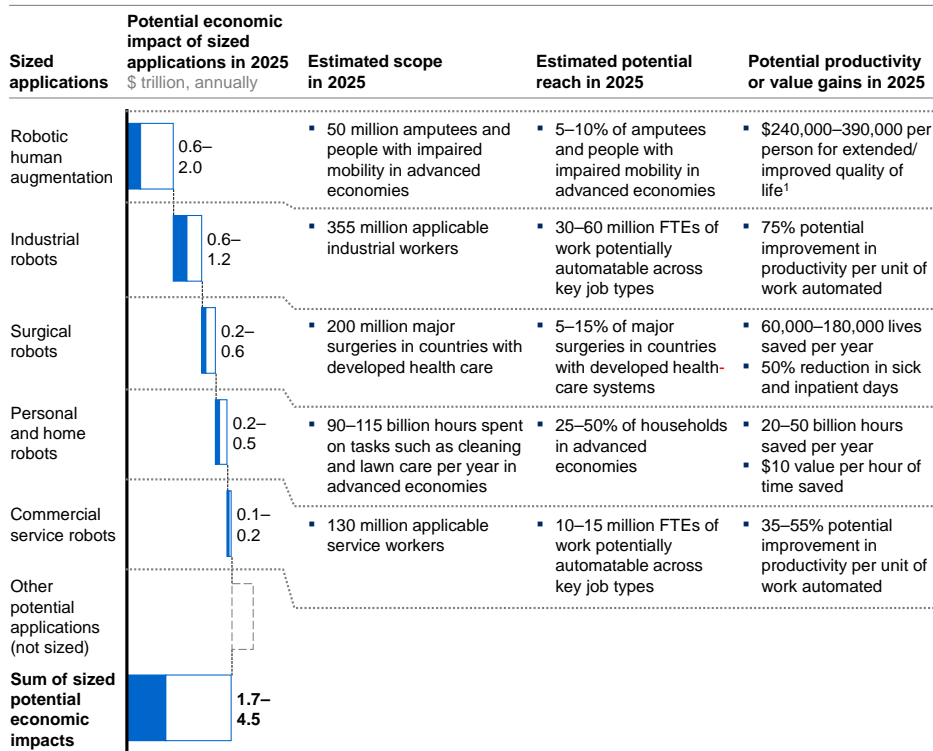 Sized
applications
Potential economic
impact of sized
applications in 2025
$ trillion, annually
Estimated scope
in 2025
Estimated potential
reach in 2025
Potential productivity
or value gains in 2025
Robotic
human
augmentation
0.6–
2.0
▪ 50 million amputees and
people with impaired
mobility in advanced
economies
▪ 5–10% of amputees
and people with
impaired mobility in
advanced economies
▪ $240,000–390,000 per
person for extended/
improved quality of
life¹
Industrial
robots
0.6–
1.2
▪ 355 million applicable
industrial workers
▪ 30–60 million FTEs of
work potentially
automatable across
key job types
▪ 75% potential
improvement in
productivity per unit of
work automated
Surgical
robots
0.2–
0.6
▪ 200 million major
surgeries in countries with
developed health care
▪ 5–15% of major
surgeries in countries
with developed health-
care systems
▪ 60,000–180,000 lives
saved per year
▪ 50% reduction in sick
and inpatient days
Personal
and home
robots
0.2–
0.5
▪ 90–115 billion hours spent
on tasks such as cleaning
and lawn care per year in
advanced economies
▪ 25–50% of households
in advanced
economies
▪ 20–50 billion hours
saved per year
▪ $10 value per hour of
time saved
Commercial
service robots
0.1–
0.2
▪ 130 million applicable
service workers
▪ 10–15 million FTEs of
work potentially
automatable across
key job types
▪ 35–55% potential
improvement in
productivity per unit of
work automated
Other
potential
applications
(not sized)
Sum of sized
potential
economic
impacts
1.7–
4.5